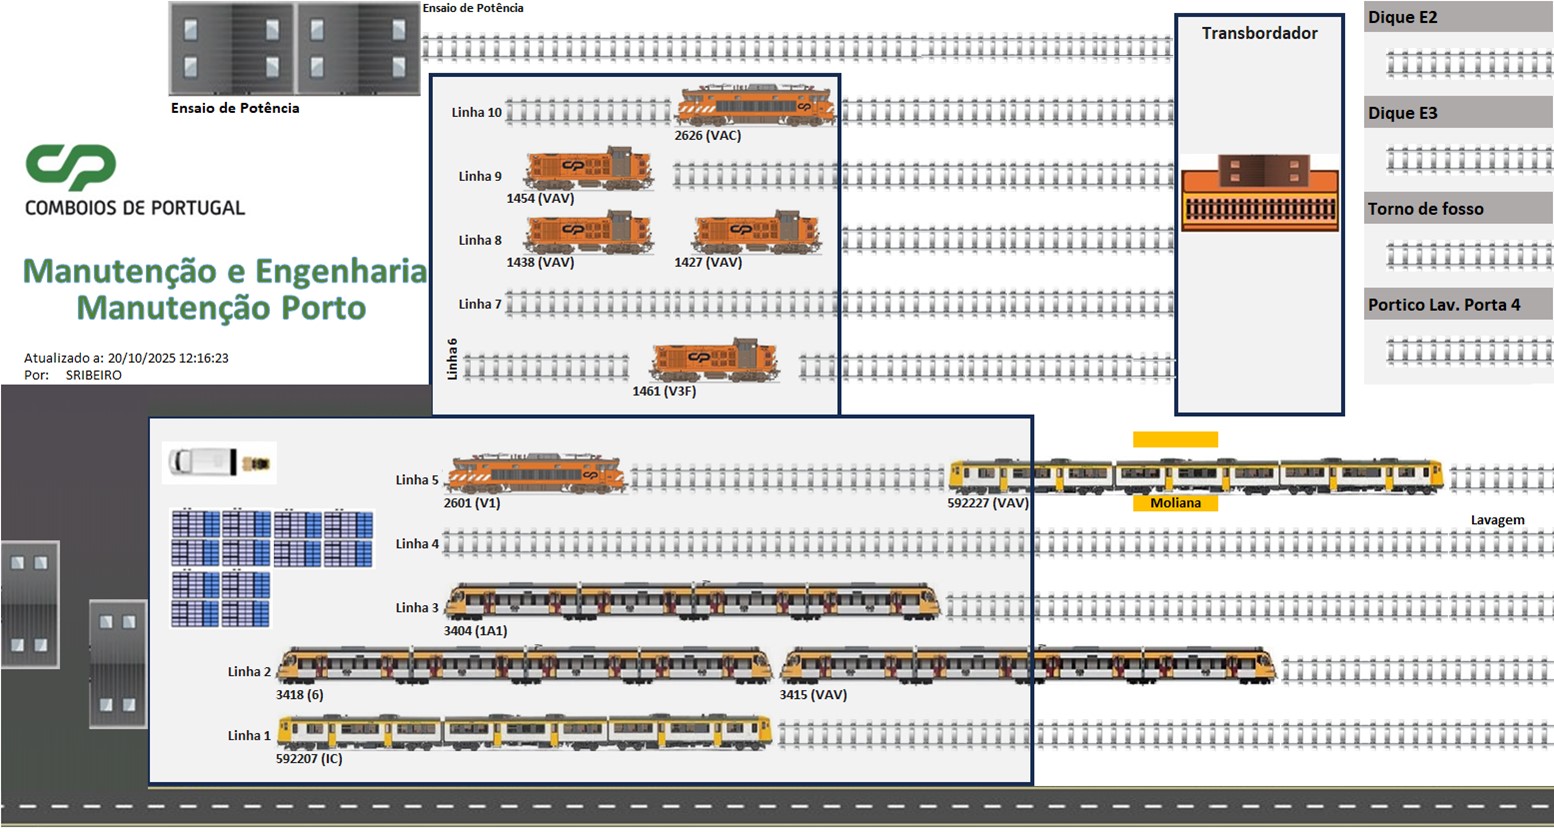 Ensaio de Potência
Ensaio de Potência
CP
COMBOIOS DE PORTUGAL
Manutenção e Engenharia
Manutenção Porto
Atualizado a: 20/10/2025 12:16:23
Por: SRIBEIRO
Transbordador
Dique E2
Dique E3
Torno de fosso
Portico Lav. Porta 4
Linha 10
2626 (VAC)
Linha 9
1454 (VAV)
Linha 8
1438 (VAV)
1427 (VAV)
Linha 7
Linha 6
1461 (V3F)
Linha 5
2601 (V1)
592227 (VAV)
Moliana
Lavagem
Linha 4
Linha 3
3404 (1A1)
Linha 2
3418 (6)
3415 (VAV)
Linha 1
592207 (IC)